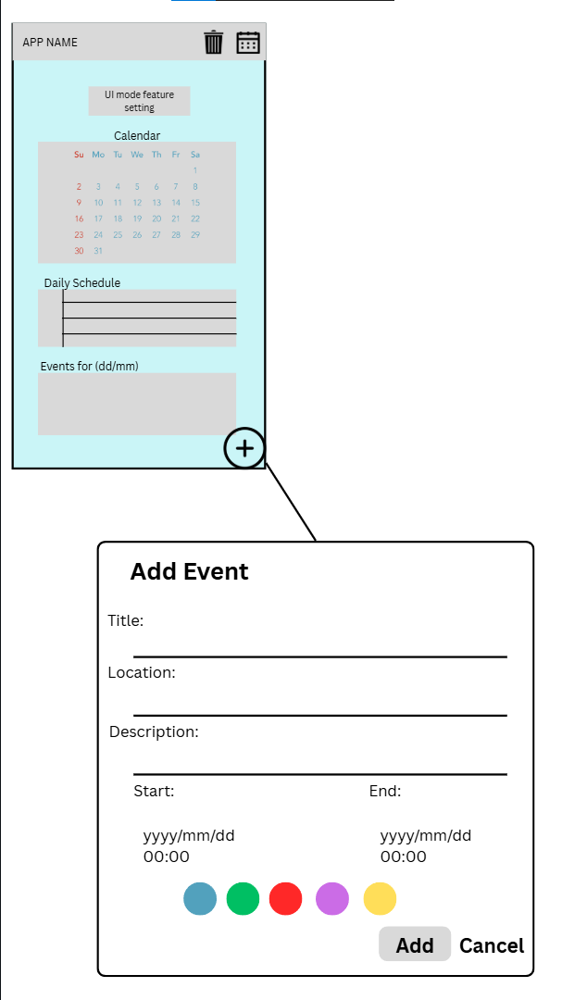 APP NAME
UI mode feature
setting
Calendar
Su Mo Tu We Th Fr Sa
1
2 3 4 5 6 7 8
9 10 11 12 13 14 15
16 17 18 19 20 21 22
23 24 25 26 27 28 29
30 31
Daily Schedule
Events for (dd/mm)
Add Event
Title:
Location:
Description:
Start: End:
yyyy/mm/dd yyyy/mm/dd
00:00 00:00
Add Cancel